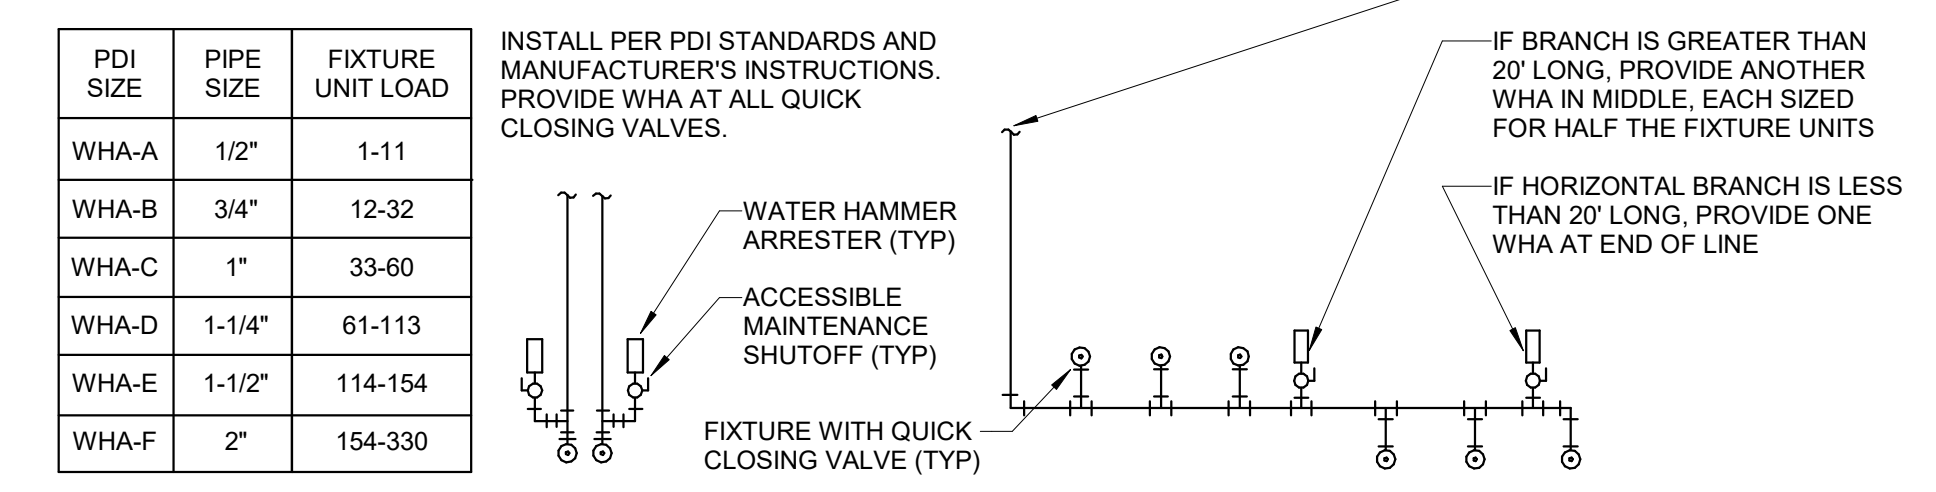 PDI SIZE PIPE SIZE FIXTURE UNIT LOAD
WHA-A 1/2" 1-11
WHA-B 3/4" 12-32
WHA-C 1" 33-60
WHA-D 1-1/4" 61-113
WHA-E 1-1/2" 114-154
WHA-F 2" 154-330
INSTALL PER PDI STANDARDS AND
MANUFACTURER'S INSTRUCTIONS.
PROVIDE WHA AT ALL QUICK
CLOSING VALVES.
WATER HAMMER
ARRESTER (TYP)
ACCESSIBLE
MAINTENANCE
SHUTOFF (TYP)
FIXTURE WITH QUICK
CLOSING VALVE (TYP)
IF BRANCH IS GREATER THAN
20' LONG, PROVIDE ANOTHER
WHA IN MIDDLE, EACH SIZED
FOR HALF THE FIXTURE UNITS
IF HORIZONTAL BRANCH IS LESS
THAN 20' LONG, PROVIDE ONE
WHA AT END OF LINE